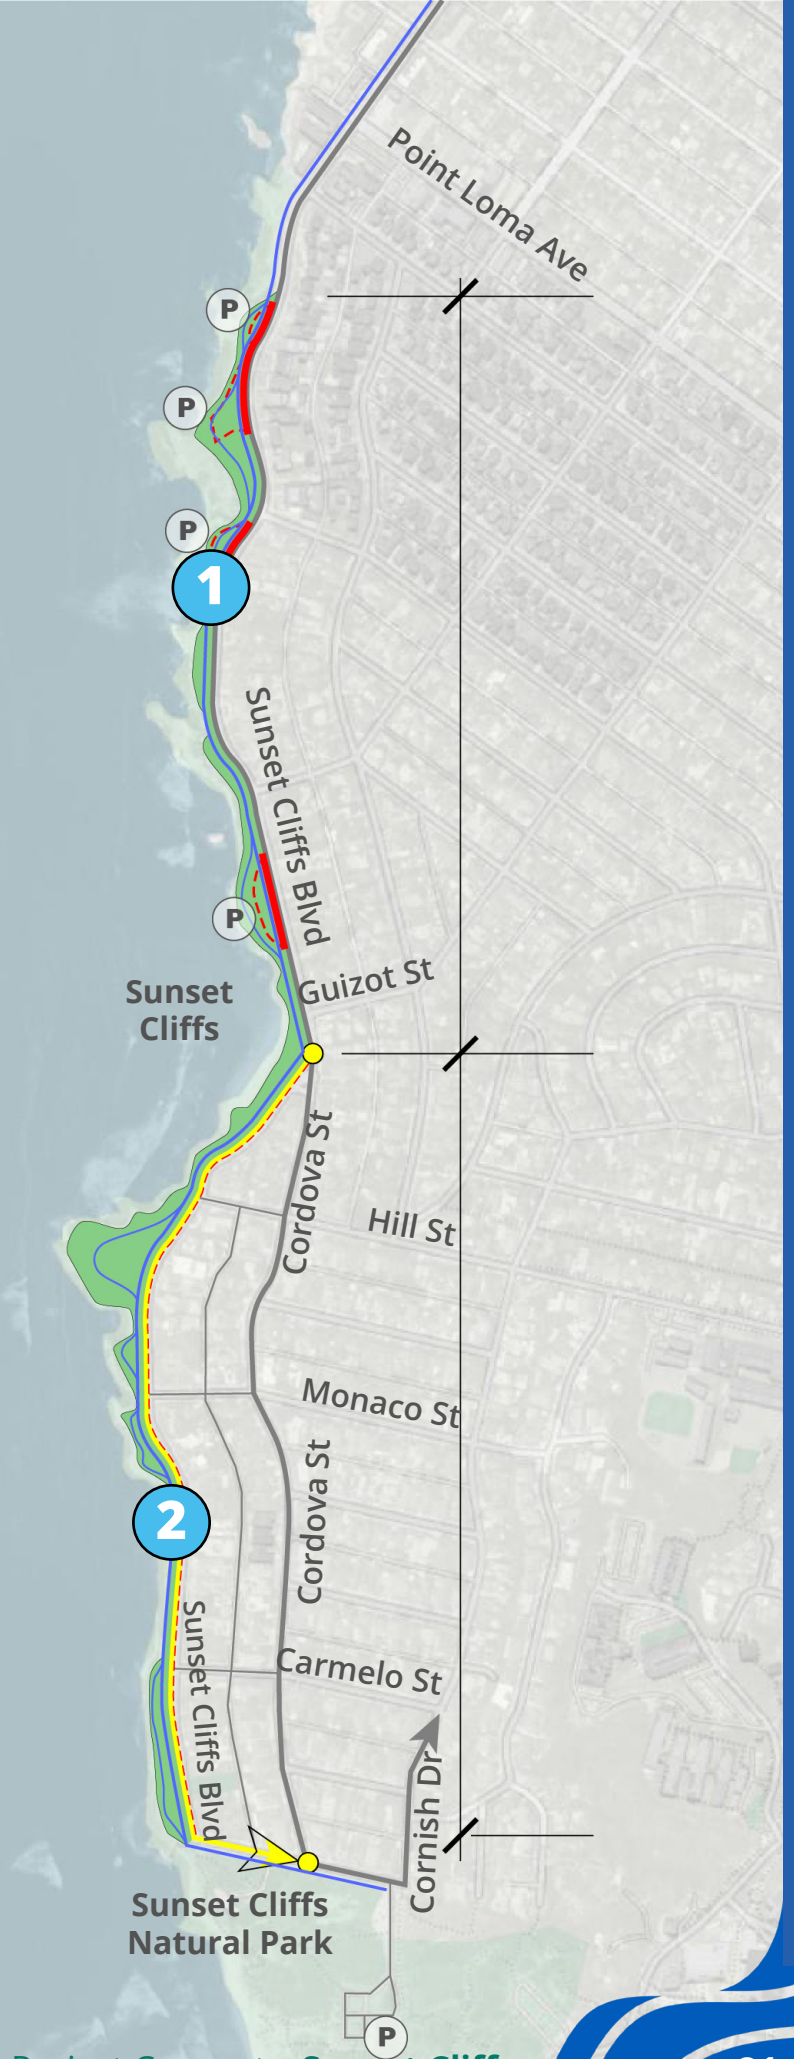 Point Loma Ave
P
P
P
1
Sunset Cliffs Blvd
P
Guizot St
Sunset
Cliffs
Cordova St
Hill St
Monaco St
Cordova St
2
Sunset Cliffs Blvd
Carmelo St
Cornish Dr
Sunset Cliffs
Natural Park
P